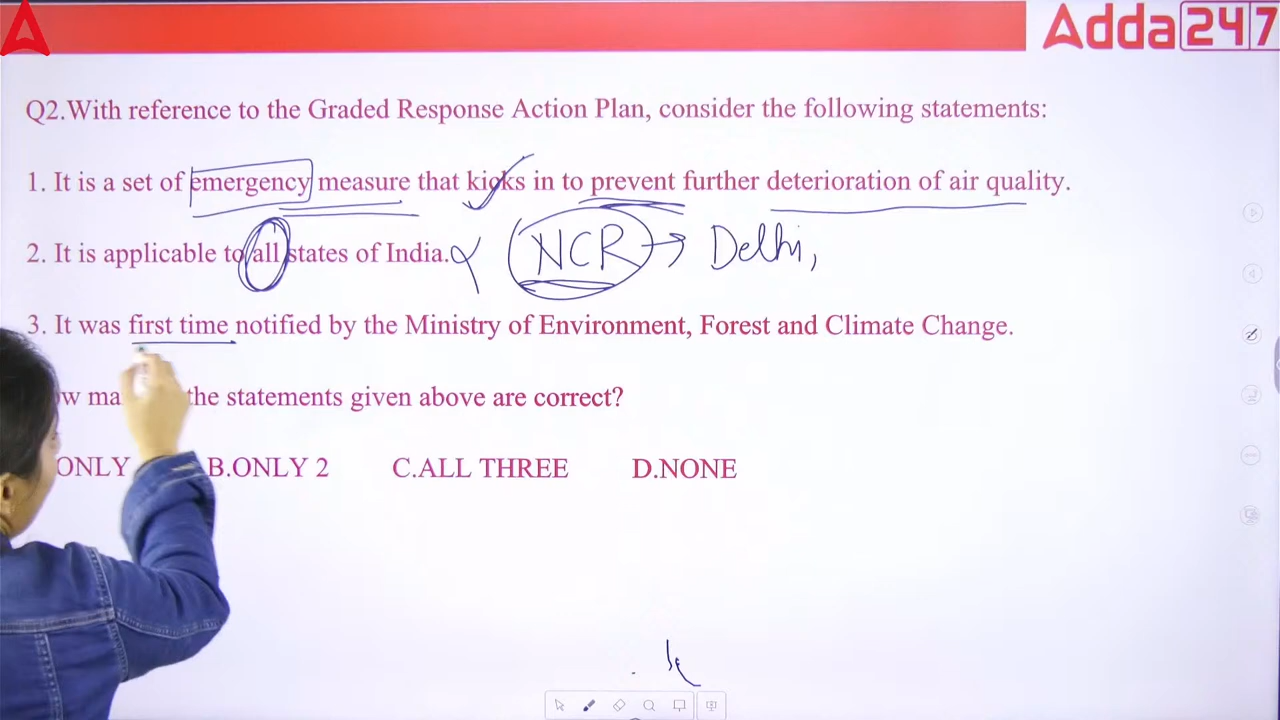 Adda247
Q2.With reference to the Graded Response Action Plan, consider the following statements:
1. It is a set of emergency measure that kicks in to prevent further deterioration of air quality.
2. It is applicable to all states of India. NCR → Delhi,
3. It was first time notified by the Ministry of Environment, Forest and Climate Change.
the statements given above are correct?
ONLY B.ONLY 2 C.ALL THREE D.NONE